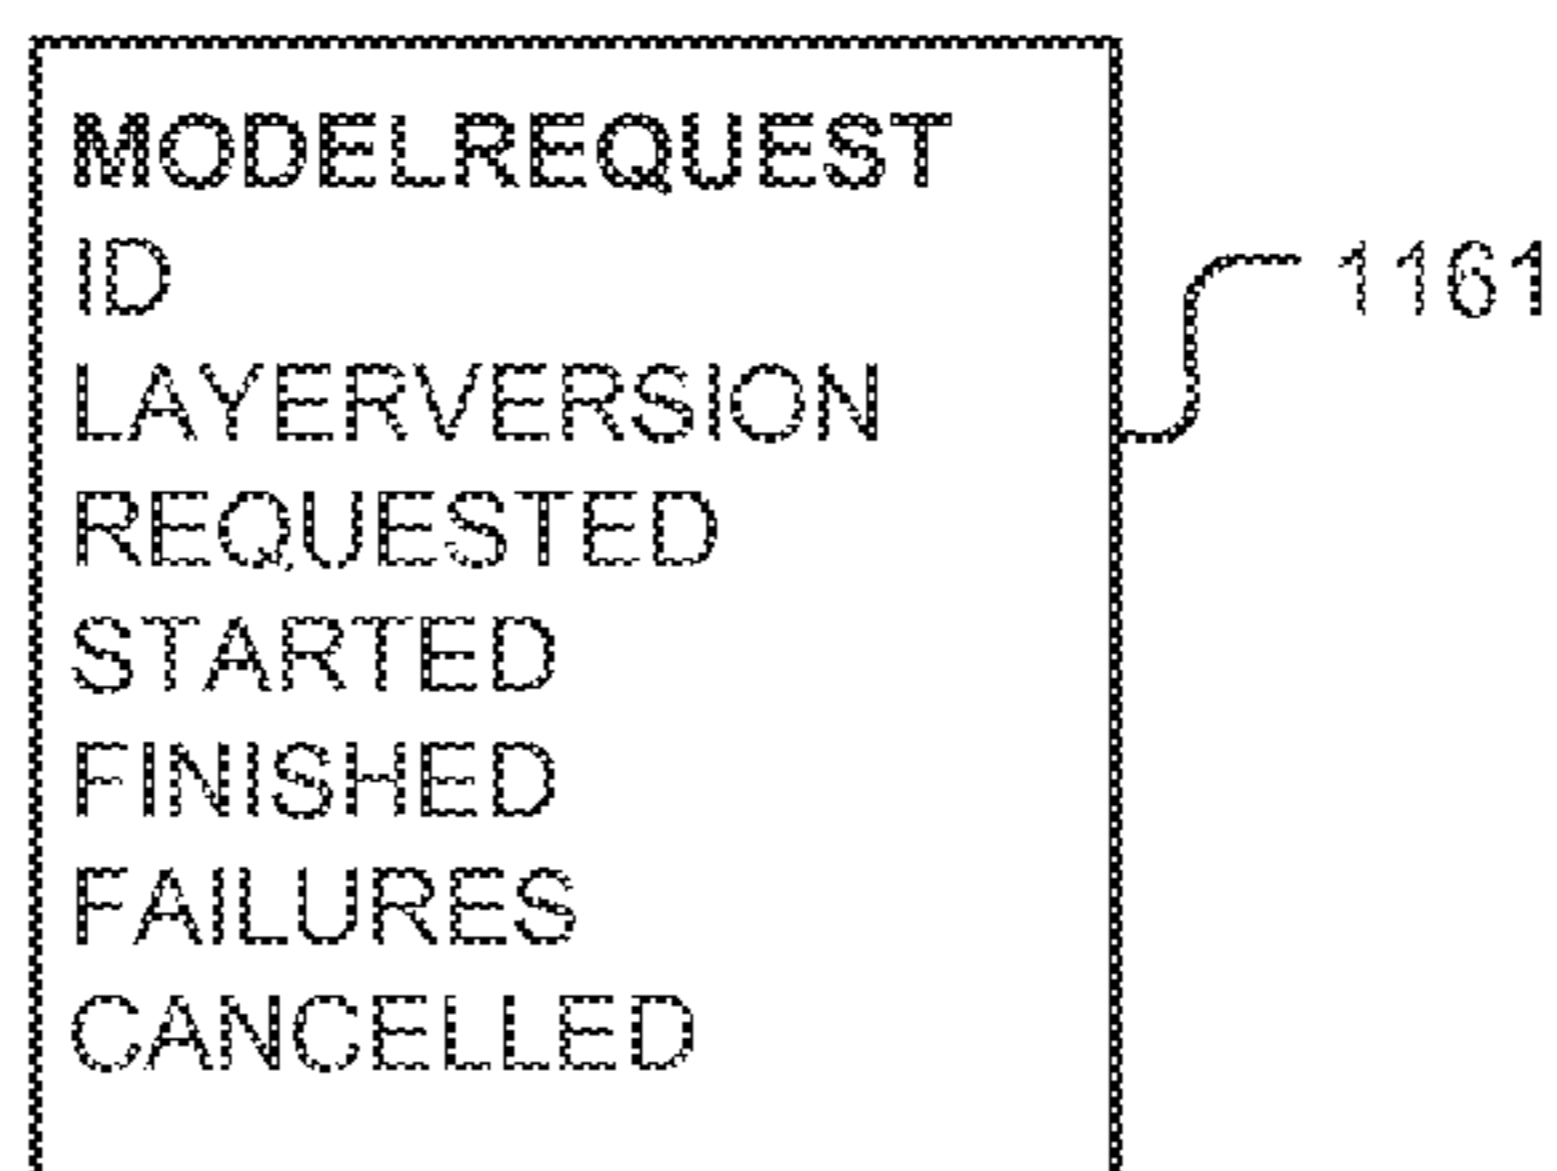 MODELREQUEST
ID
LAYERVERSION
REQUESTED
STARTED
FINISHED
FAILURES
CANCELLED
1161